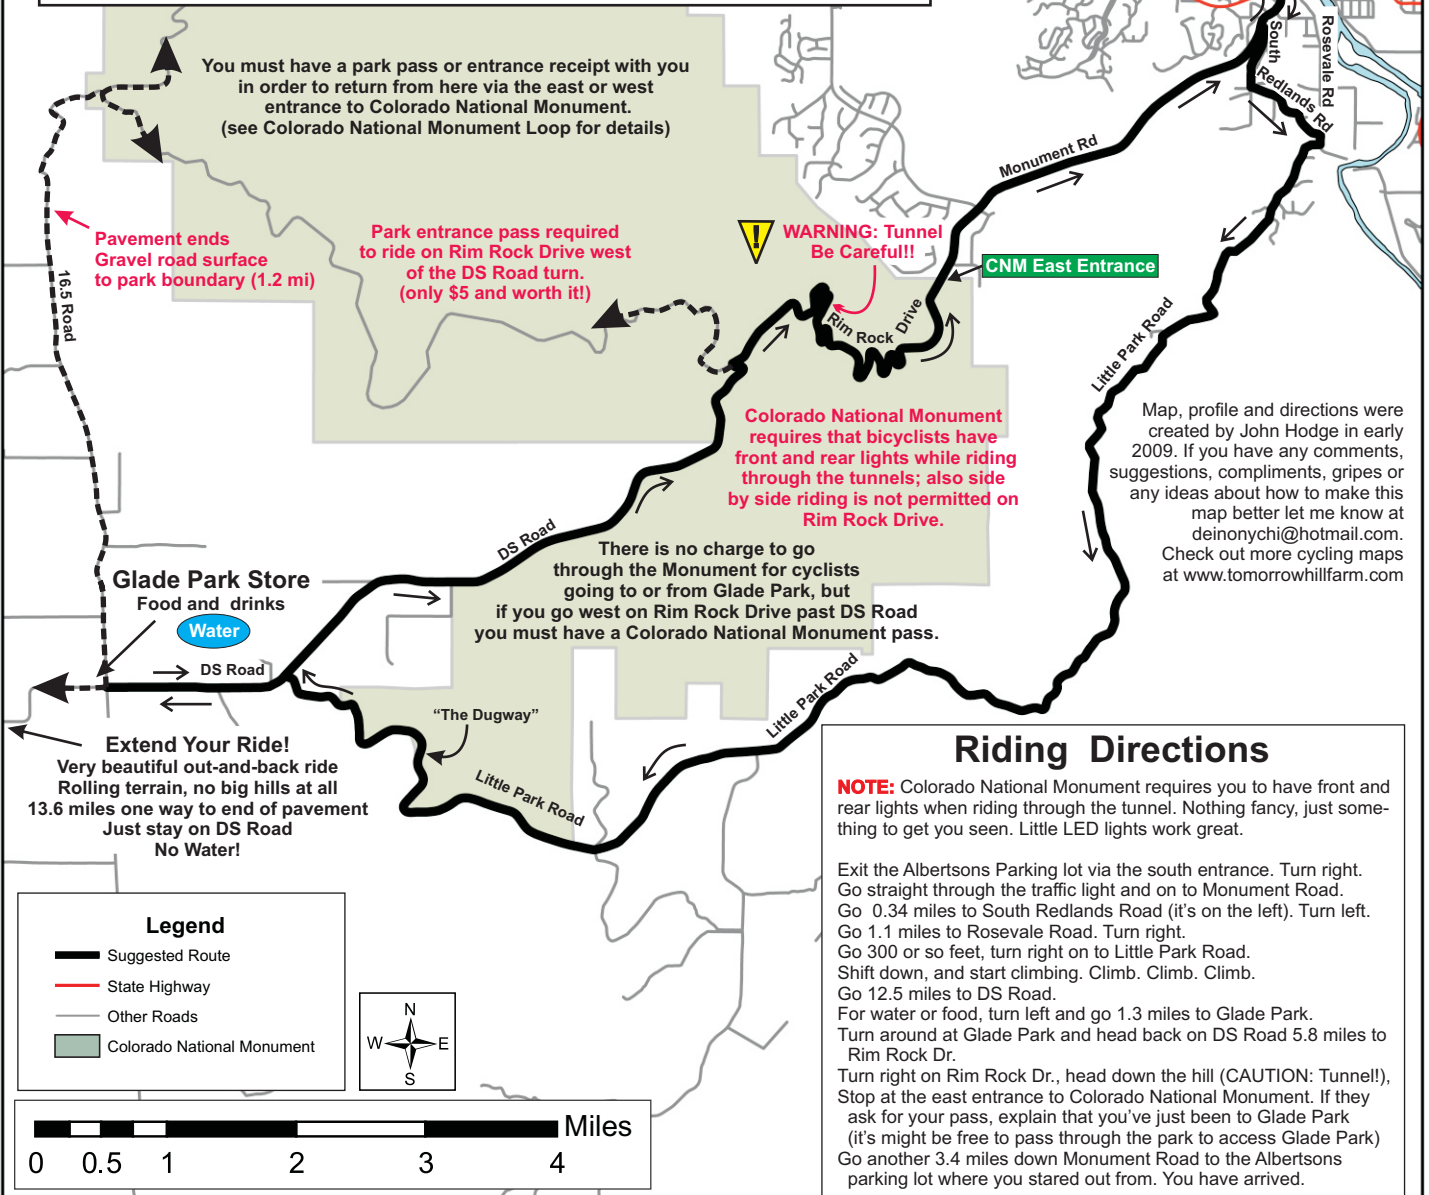 You must have a park pass or entrance receipt with you
in order to return from here via the east or west
entrance to Colorado National Monument.
(see Colorado National Monument Loop for details)
South
Rosevale Rd
Redlands Rd
Monument Rd
Pavement ends
Gravel road surface
to park boundary (1.2 mi)
16.5 Road
Park entrance pass required
to ride on Rim Rock Drive west
of the DS Road turn.
(only $5 and worth it!)
!
WARNING: Tunnel
Be Careful!!
CNM East Entrance
Rim Rock Drive
Little Park Road
Colorado National Monument
requires that bicyclists have
front and rear lights while riding
through the tunnels; also side
by side riding is not permitted on
Rim Rock Drive.
Map, profile and directions were
created by John Hodge in early
2009. If you have any comments,
suggestions, compliments, gripes or
any ideas about how to make this
map better let me know at
deinonychi@hotmail.com.
Check out more cycling maps
at www.tomorrowhillfarm.com
DS Road
There is no charge to go
through the Monument for cyclists
going to or from Glade Park, but
if you go west on Rim Rock Drive past DS Road
you must have a Colorado National Monument pass.
Glade Park Store
Food and drinks
Water
DS Road
Little Park Road
"The Dugway"
Little Park Road
Extend Your Ride!
Very beautiful out-and-back ride
Rolling terrain, no big hills at all
13.6 miles one way to end of pavement
Just stay on DS Road
No Water!
Riding Directions
NOTE: Colorado National Monument requires you to have front and
rear lights when riding through the tunnel. Nothing fancy, just some-
thing to get you seen. Little LED lights work great.
Exit the Albertsons Parking lot via the south entrance. Turn right.
Go straight through the traffic light and on to Monument Road.
Go 0.34 miles to South Redlands Road (it's on the left). Turn left.
Go 1.1 miles to Rosevale Road. Turn right.
Go 300 or so feet, turn right on to Little Park Road.
Shift down, and start climbing. Climb. Climb. Climb.
Go 12.5 miles to DS Road.
For water or food, turn left and go 1.3 miles to Glade Park.
Turn around at Glade Park and head back on DS Road 5.8 miles to
Rim Rock Dr.
Turn right on Rim Rock Dr., head down the hill (CAUTION: Tunnel!),
Stop at the east entrance to Colorado National Monument. If they
ask for your pass, explain that you've just been to Glade Park
(it's might be free to pass through the park to access Glade Park)
Go another 3.4 miles down Monument Road to the Albertsons
parking lot where you stared out from. You have arrived.
Legend
Suggested Route
State Highway
Other Roads
Colorado National Monument
N
W E
S
Miles
0 0.5 1 2 3 4